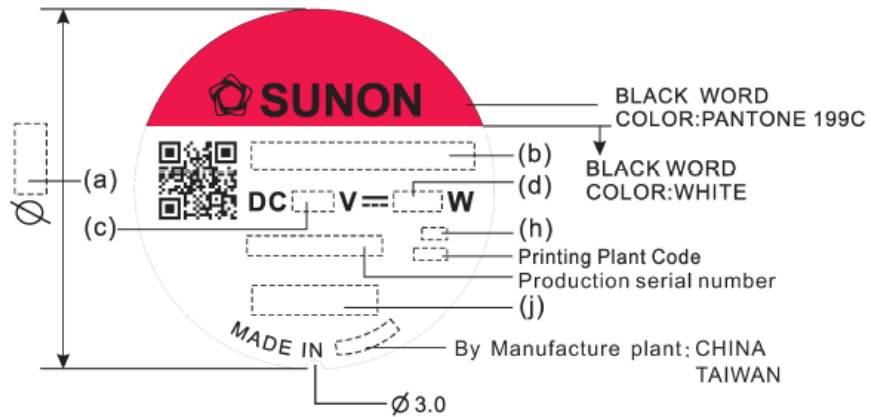 SUNON
BLACK WORD
COLOR:PANTONE 199C
BLACK WORD
COLOR:WHITE
(a)
Ø
(b)
(d)
DC V⎓ W
(c)
(h)
Printing Plant Code
Production serial number
(j)
MADE IN
By Manufacture plant: CHINA
TAIWAN
Ø 3.0